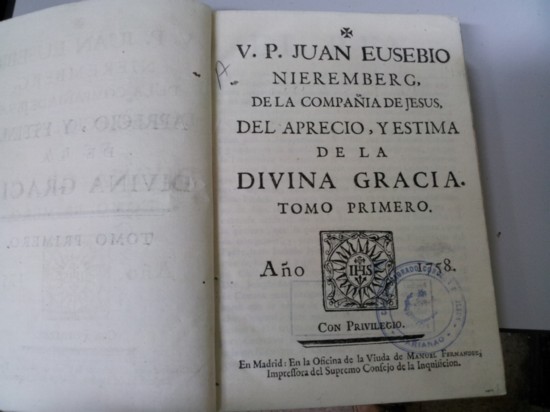 ✠
V. P. JUAN EUSEBIO
NIEREMBERG,
DE LA COMPAÑIA DE JESUS,
DEL APRECIO, Y ESTIMA
DE LA
DIVINA GRACIA.
TOMO PRIMERO.
Año 1758.
IHS
CON PRIVILEGIO.
En Madrid: En la Oficina de la Viuda de MANUEL FERNANDEZ,
Impressora del Supremo Consejo de la Inquisicion.
A